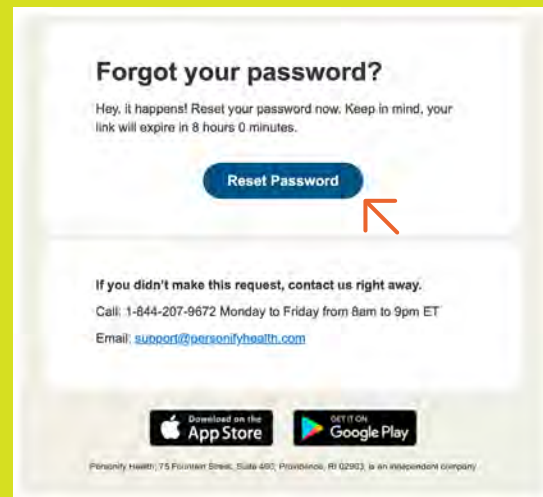 Forgot your password?
Hey, it happens! Reset your password now. Keep in mind, your
link will expire in 8 hours 0 minutes.
Reset Password
If you didn't make this request, contact us right away.
Call: 1-844-207-9672 Monday to Friday from 8am to 9pm ET
Email: support@personifyhealth.com
Download on the
App Store
GET IT ON
Google Play
Personify Health, 75 Fountain Street, Suite 400, Providence, RI 02903, is an independent company